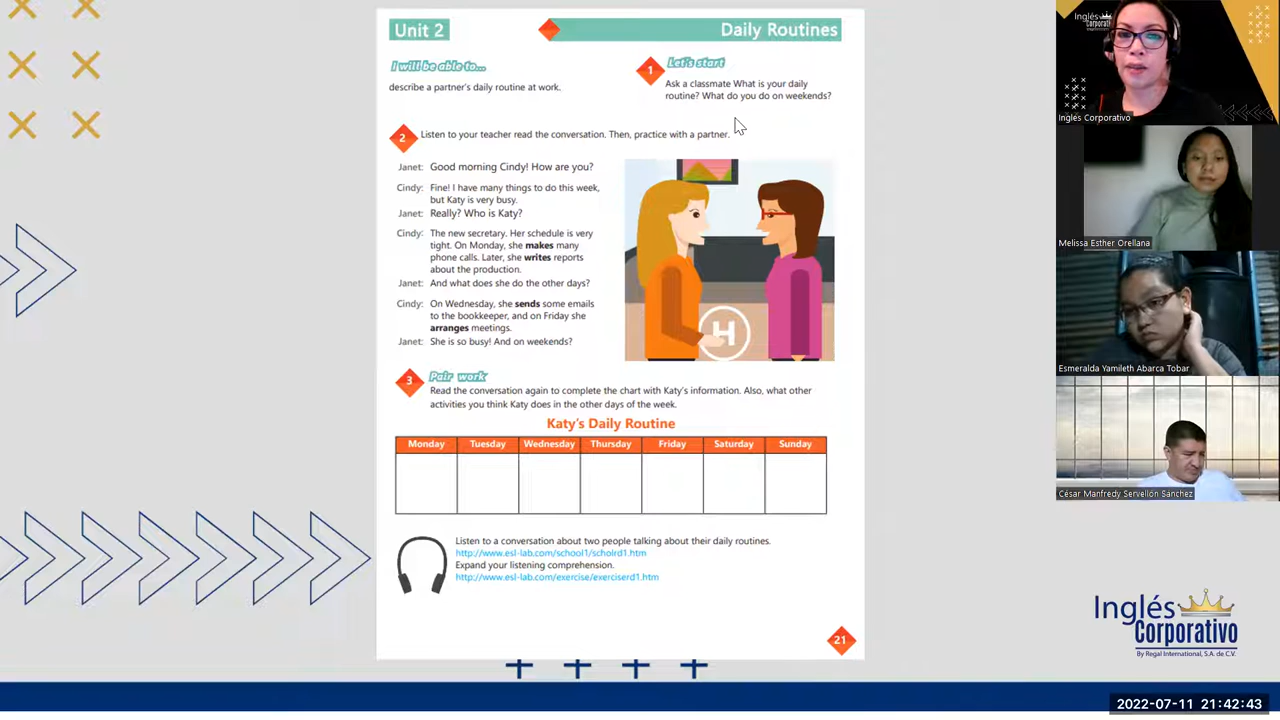 Unit 2
Daily Routines
I will be able to...
describe a partner's daily routine at work.
1
Let's start
Ask a classmate What is your daily
routine? What do you do on weekends?
2
Listen to your teacher read the conversation. Then, practice with a partner.
Janet: Good morning Cindy! How are you?
Cindy: Fine! I have many things to do this week,
but Katy is very busy.
Janet: Really? Who is Katy?
Cindy: The new secretary. Her schedule is very
tight. On Monday, she makes many
phone calls. Later, she writes reports
about the production.
Janet: And what does she do the other days?
Cindy: On Wednesday, she sends some emails
to the bookkeeper, and on Friday she
arranges meetings.
Janet: She is so busy! And on weekends?
H
3
Pair work
Read the conversation again to complete the chart with Katy's information. Also, what other
activities you think Katy does in the other days of the week.
Katy's Daily Routine
Monday Tuesday Wednesday Thursday Friday Saturday Sunday
Listen to a conversation about two people talking about their daily routines.
http://www.esl-lab.com/school1/scholrd1.htm
Expand your listening comprehension.
http://www.esl-lab.com/exercise/exerciserd1.htm
21
Inglés
Corporativo
Inglés Corporativo
Melissa Esther Orellana
Esmeralda Yamileth Abarca Tobar
César Manfredy Servellón Sánchez
Inglés
Corporativo
By Regal International, S.A. de C.V.
2022-07-11 21:42:43